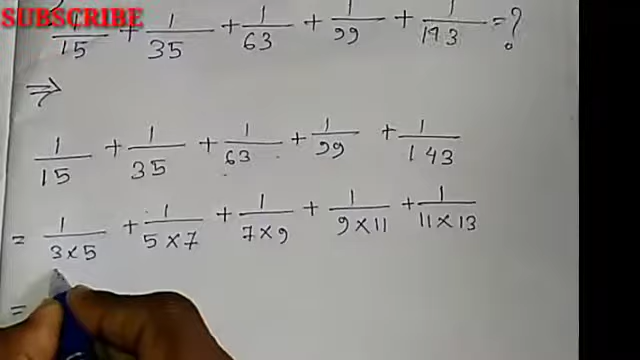 SUBSCRIBE
1/15 + 1/35 + 1/63 + 1/99 + 1/143 = ?
⇒
1/15 + 1/35 + 1/63 + 1/99 + 1/143
= 1/3×5 + 1/5×7 + 1/7×9 + 1/9×11 + 1/11×13
=